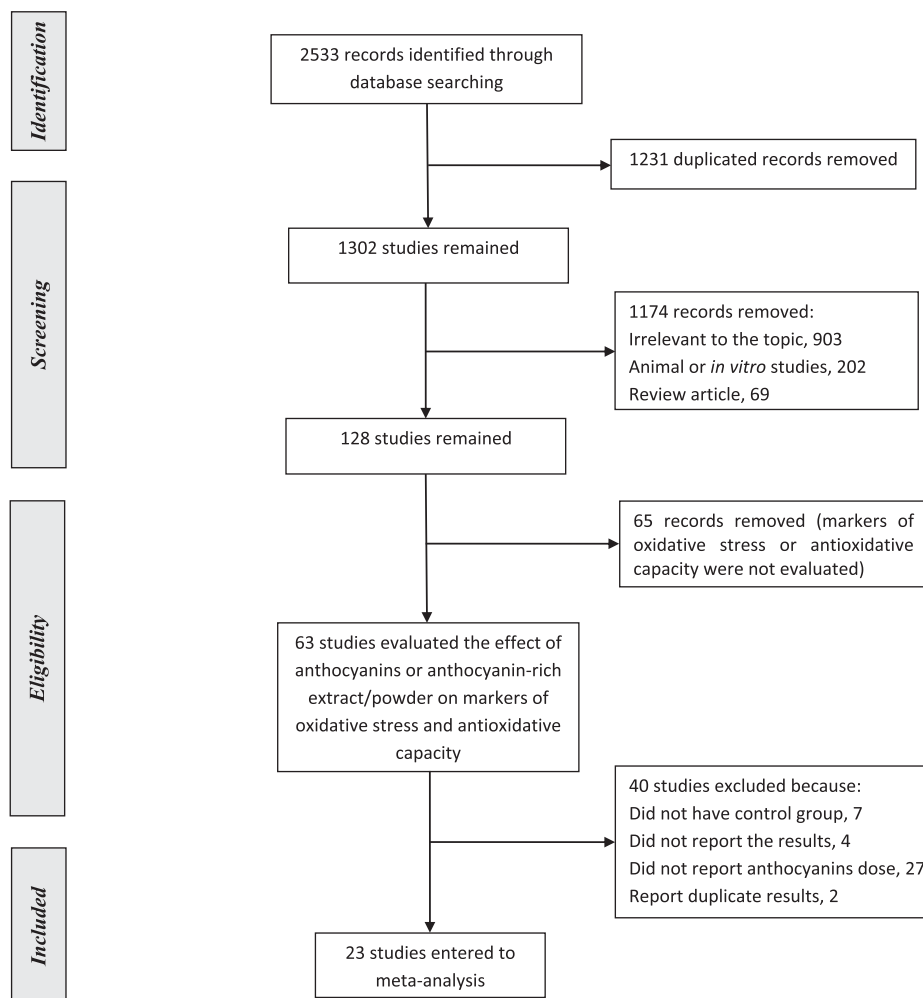 Identification
2533 records identified through
database searching
1231 duplicated records removed
Screening
1302 studies remained
1174 records removed:
Irrelevant to the topic, 903
Animal or in vitro studies, 202
Review article, 69
128 studies remained
Eligibility
65 records removed (markers of
oxidative stress or antioxidative
capacity were not evaluated)
63 studies evaluated the effect of
anthocyanins or anthocyanin-rich
extract/powder on markers of
oxidative stress and antioxidative
capacity
40 studies excluded because:
Did not have control group, 7
Did not report the results, 4
Did not report anthocyanins dose, 27
Report duplicate results, 2
Included
23 studies entered to
meta-analysis